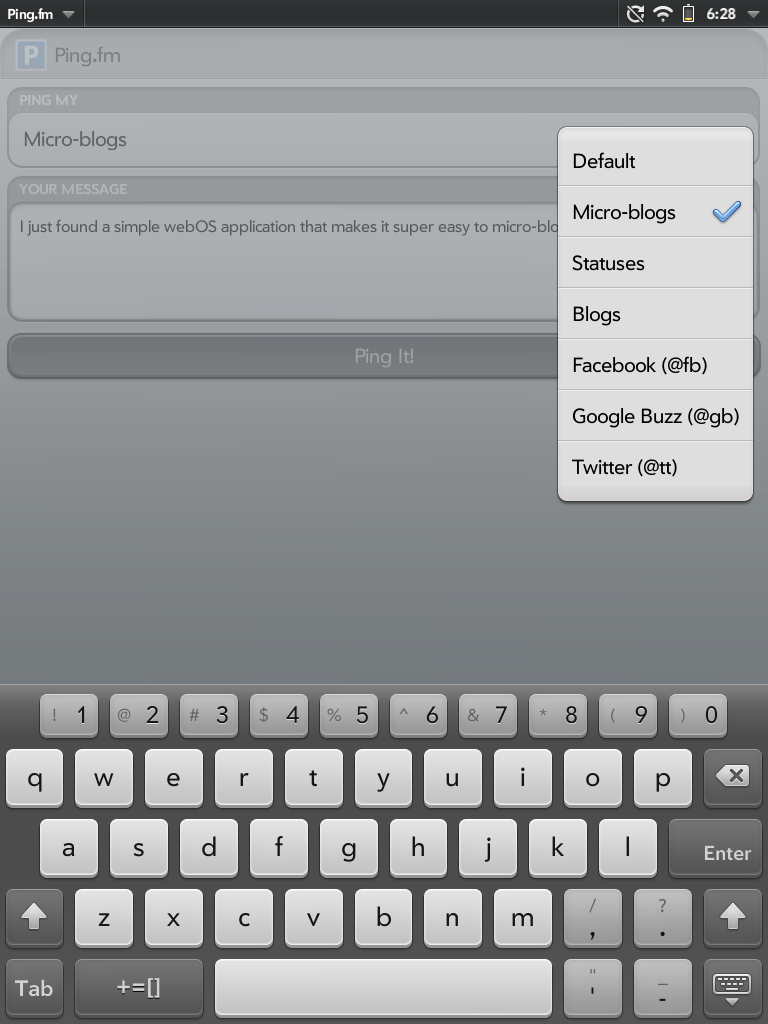 Ping.fm
6:28
P Ping.fm
PING MY
Micro-blogs
YOUR MESSAGE
I just found a simple webOS application that makes it super easy to micro-blo
Ping It!
Default
Micro-blogs
Statuses
Blogs
Facebook (@fb)
Google Buzz (@gb)
Twitter (@tt)
! 1 @ 2 # 3 $ 4 % 5 ^ 6 & 7 * 8 ( 9 ) 0
q w e r t y u i o p
a s d f g h j k l Enter
z x c v b n m / , ? .
Tab +=[] " ' _ -